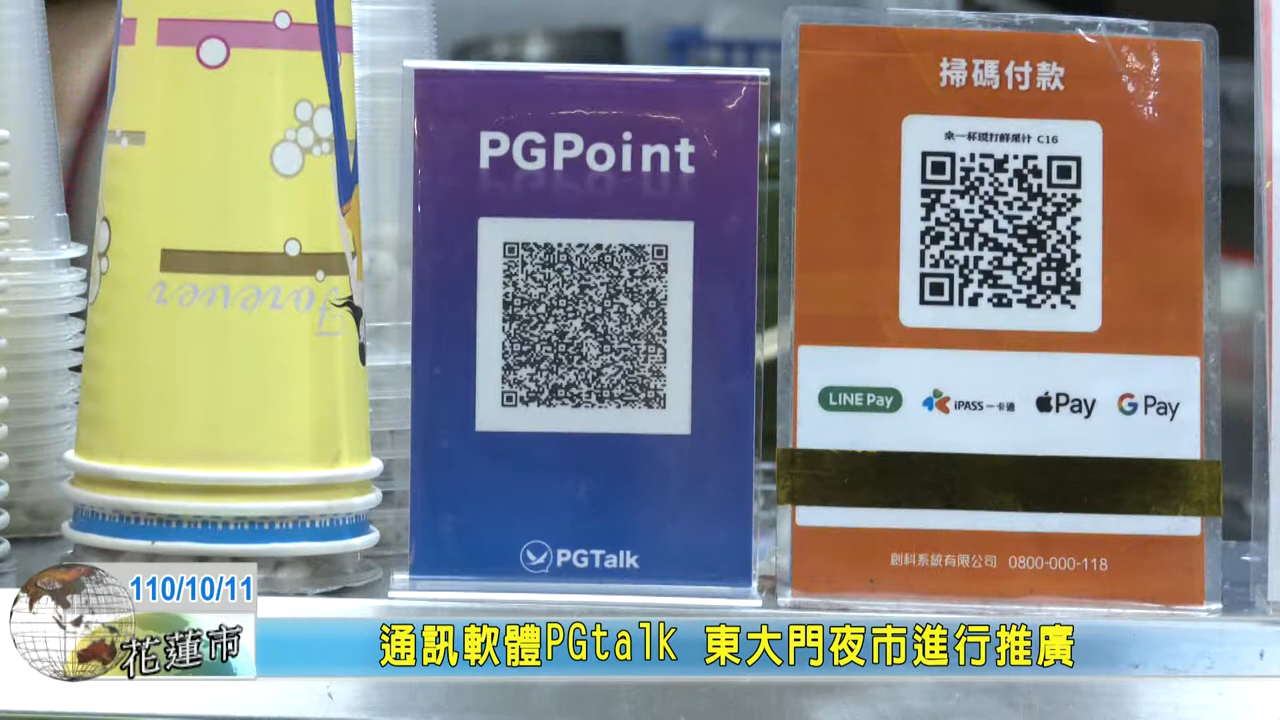 Forever
PGPoint
PGTalk
掃碼付款
來一杯現打鮮果汁 C16
LINE Pay
iPASS 一卡通
Pay
G Pay
創科系統有限公司 0800-000-118
110/10/11
花蓮市
通訊軟體PGtalk 東大門夜市進行推廣